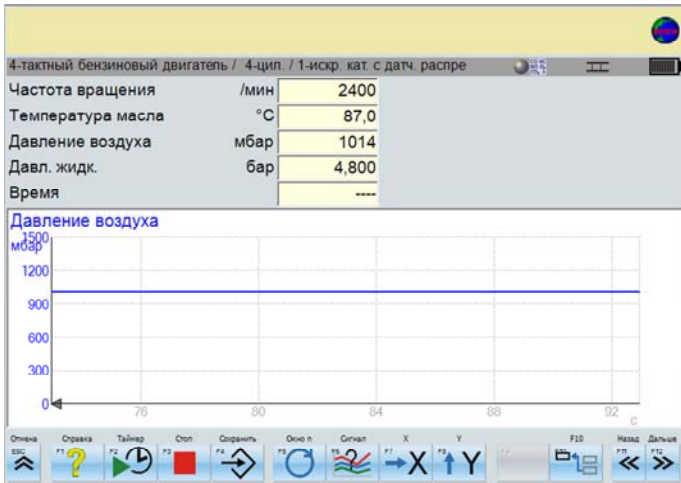 4-тактный бензиновый двигатель / 4-цил. / 1-искр. кат. с датч. распре
Частота вращения /мин 2400
Температура масла °C 87,0
Давление воздуха мбар 1014
Давл. жидк. бар 4,800
Время ----
Давление воздуха
мбар
1500
1200
900
600
300
0
76 80 84 88 92
с
Отмена Справка Таймер Стоп Сохранить Окно п Сигнал X Y F10 Назад Дальше
ESC F1 ? F2 F3 F4 F5 F6 F7 X F8 Y F11 F12